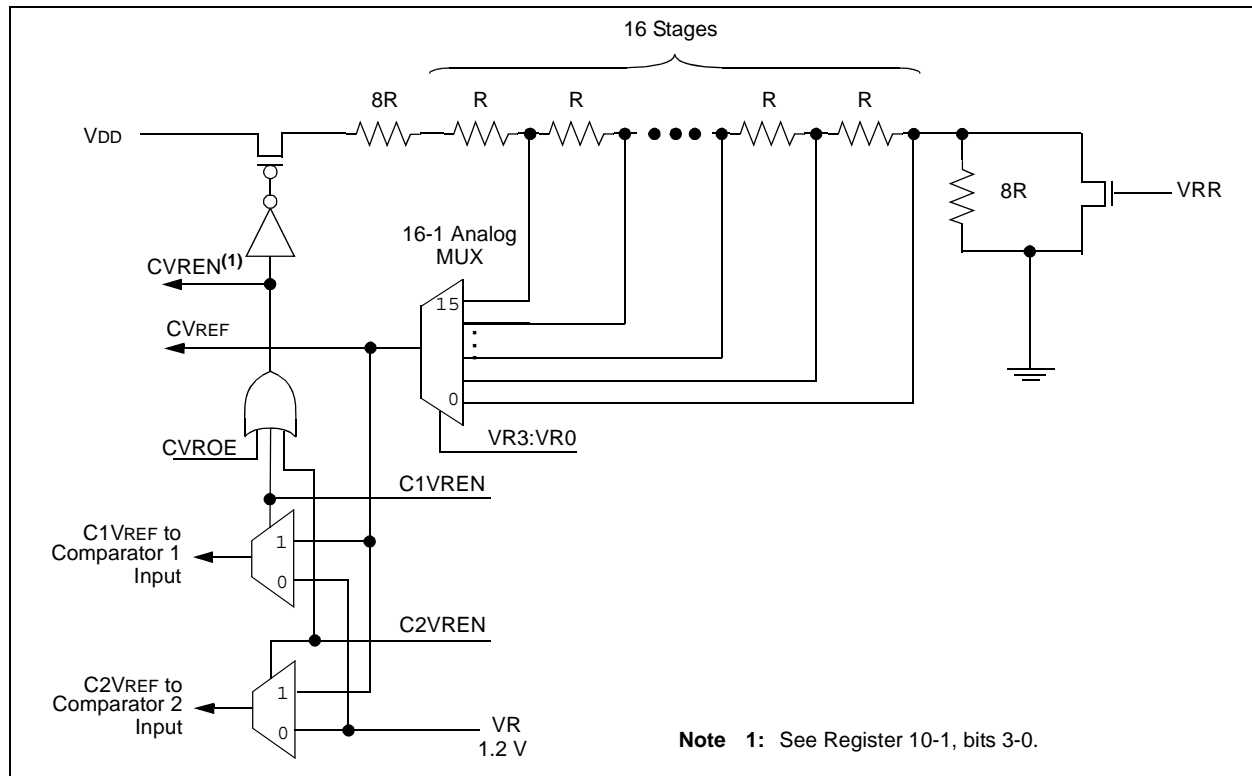 16 Stages
8R
R
R
R
R
VDD
8R
VRR
16-1 Analog
MUX
CVREN(1)
15
CVREF
0
CVROE
VR3:VR0
C1VREN
C1VREF to
Comparator 1
Input
1
0
C2VREN
C2VREF to
Comparator 2
Input
1
0
VR
1.2 V
Note 1: See Register 10-1, bits 3-0.